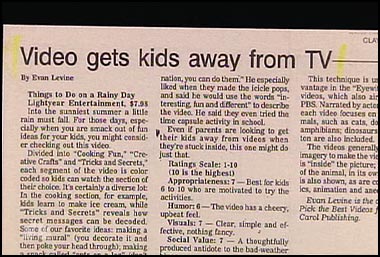 CLA
Video gets kids away from TV
By Evan Levine
Things to Do on a Rainy Day
Lightyear Entertainment, $7.95
Into the sunniest summer a little
rain must fall. For those days, espe-
cially when you are smack out of fun
ideas for your kids, you might consid-
er checking out this video.
Divided into "Cooking Fun," "Cre-
ative Crafts" and "Tricks and Secrets,"
each segment of the video is color
coded so kids can watch the section of
their choice. It's certainly a diverse lot:
In the cooking section, for example,
kids learn to make ice cream, while
"Tricks and Secrets" reveals how
secret messages can be decoded.
Some of our favorite ideas: making a
"living mural" (you decorate it and
then poke your head through); making
a snack called "ants on a log" (don't
nation, you can do them." He especially
liked when they made the icicle pops,
and said he would use the words "in-
teresting, fun and different" to describe
the video. He said they even tried the
time capsule activity in school.
Even if parents are looking to get
their kids away from videos when
they're stuck inside, this one might do
just that.
Ratings Scale: 1-10
(10 is the highest)
Appropriateness: 7 — Best for kids
6 to 10 who are motivated to try the
activities.
Humor: 6 — The video has a cheery,
upbeat feel.
Visuals: 7 — Clear, simple and ef-
fective, nothing fancy.
Social Value: 7 — A thoughtfully
produced antidote to the bad-weather
This technique is us
vantage in the "Eyewit
videos, which also air
PBS. Narrated by actor
each video focuses on
mals, such as cats, do
amphibians; dinosaurs
ten are also included.
The videos generally
imagery to make the vi
is "inside" the picture;
of the animal, in its ow
is also shown, as are c
ics, animation and anec
Evan Levine is the c
Pick the Best Videos f
Carol Publishing.